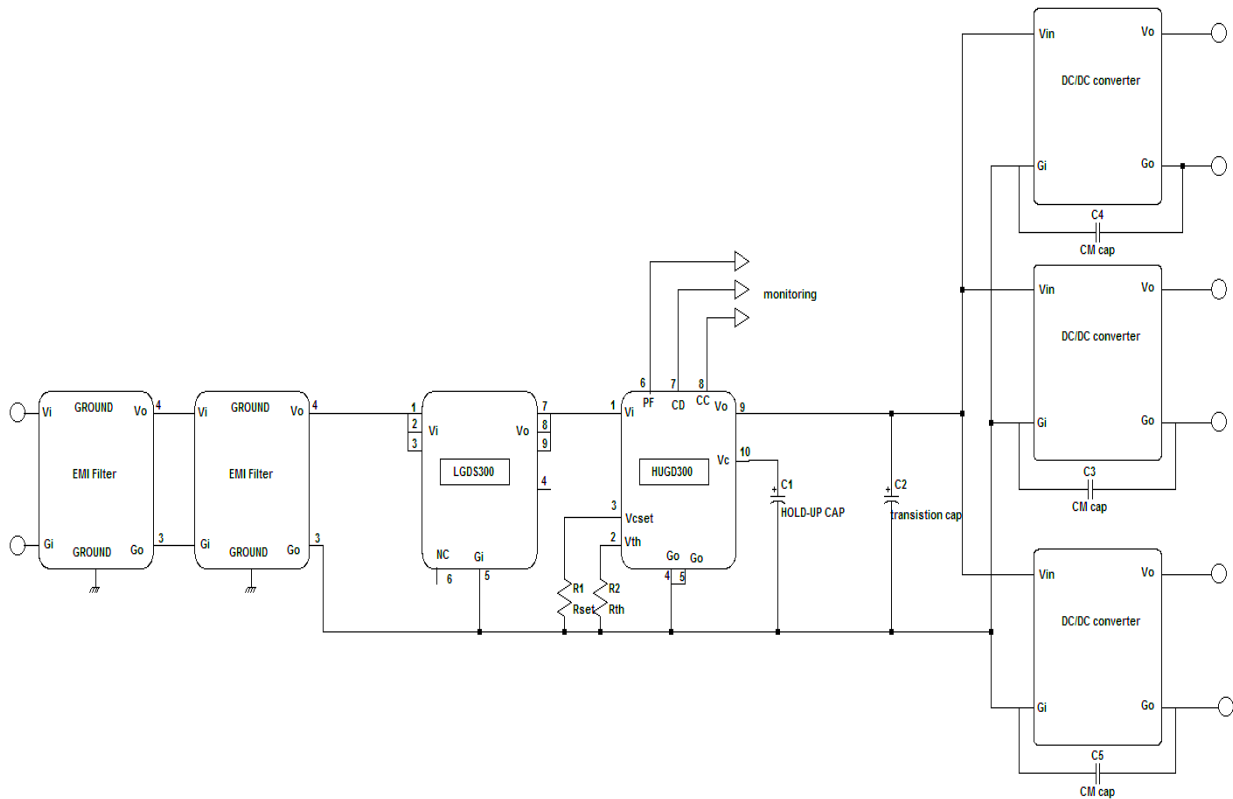 Vin
Vo
DC/DC converter
Gi
Go
C4
CM cap
Vin
Vo
DC/DC converter
Gi
Go
C3
CM cap
Vin
Vo
DC/DC converter
Gi
Go
C5
CM cap
monitoring
6
7
8
PF
CD
CC
Vi
GROUND
Vo
4
EMI Filter
Gi
GROUND
Go
3
Vi
GROUND
Vo
4
EMI Filter
Gi
GROUND
Go
3
1
2
3
Vi
Vo
7
8
9
LGDS300
4
NC
6
Gi
5
1
Vi
Vo
9
HUGD300
Vc
10
3
Vcset
2
Vth
Go
Go
4
5
R1
Rset
R2
Rth
C1
HOLD-UP CAP
C2
transistion cap